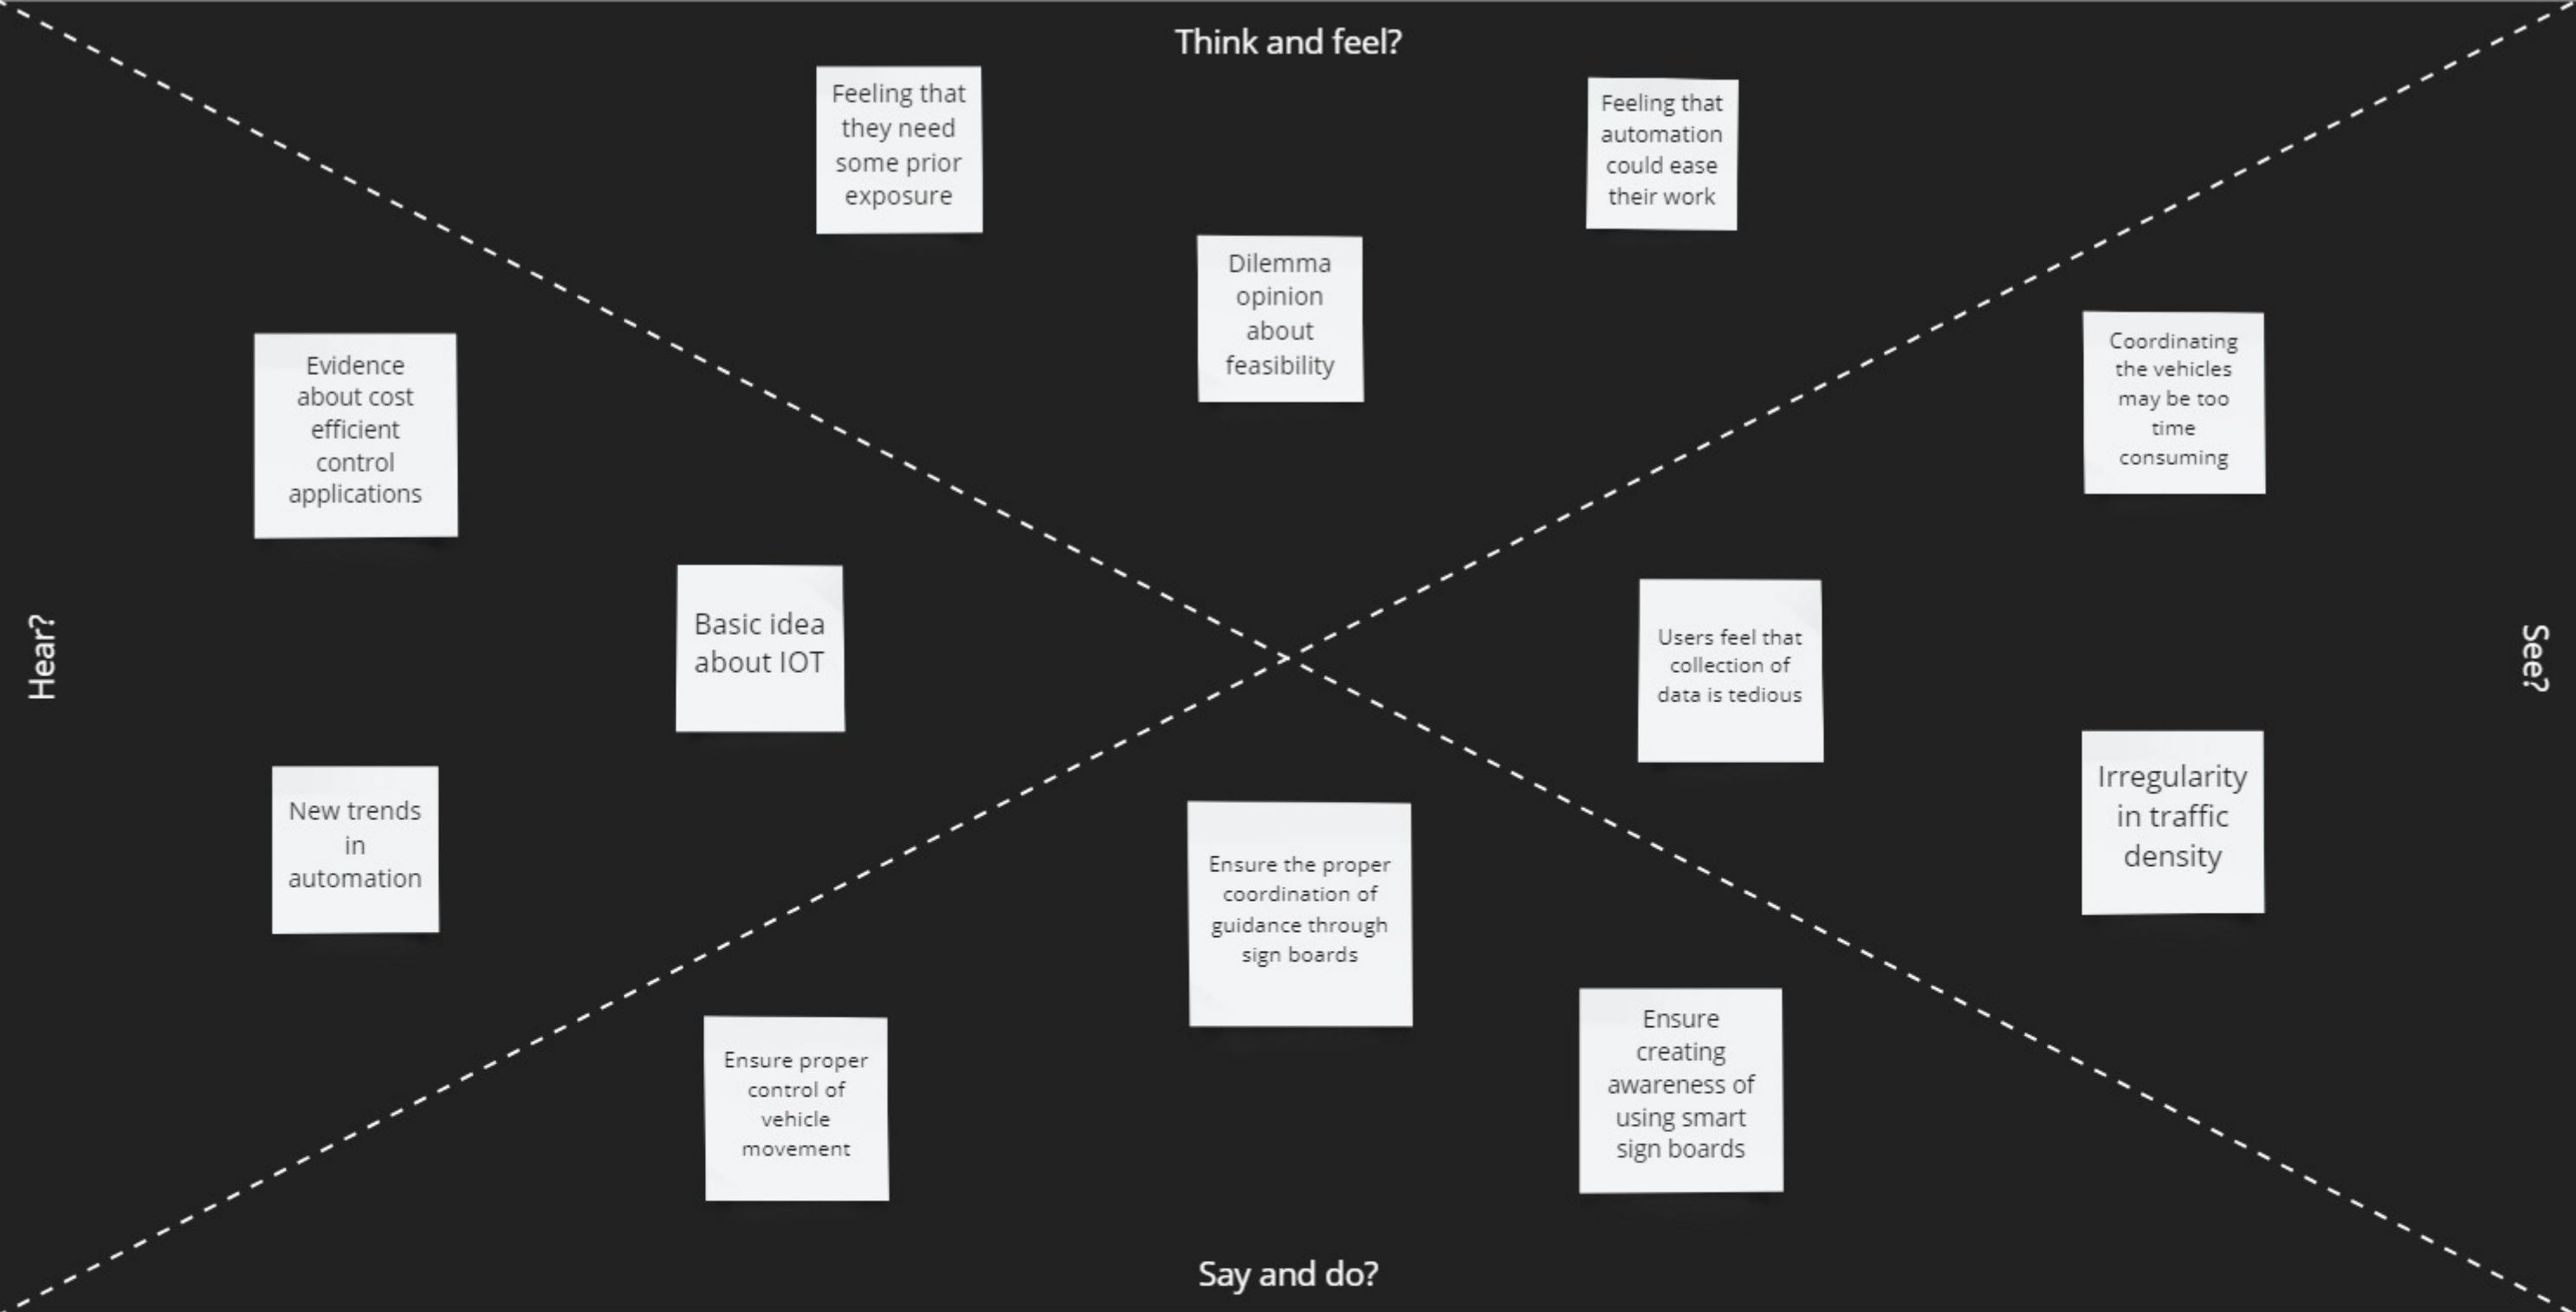 Think and feel?
Feeling that
they need
some prior
exposure
Feeling that
automation
could ease
their work
Dilemma
opinion
about
feasibility
Evidence
about cost
efficient
control
applications
Coordinating
the vehicles
may be too
time
consuming
Hear?
Basic idea
about IOT
Users feel that
collection of
data is tedious
See?
New trends
in
automation
Irregularity
in traffic
density
Ensure the proper
coordination of
guidance through
sign boards
Ensure proper
control of
vehicle
movement
Ensure
creating
awareness of
using smart
sign boards
Say and do?